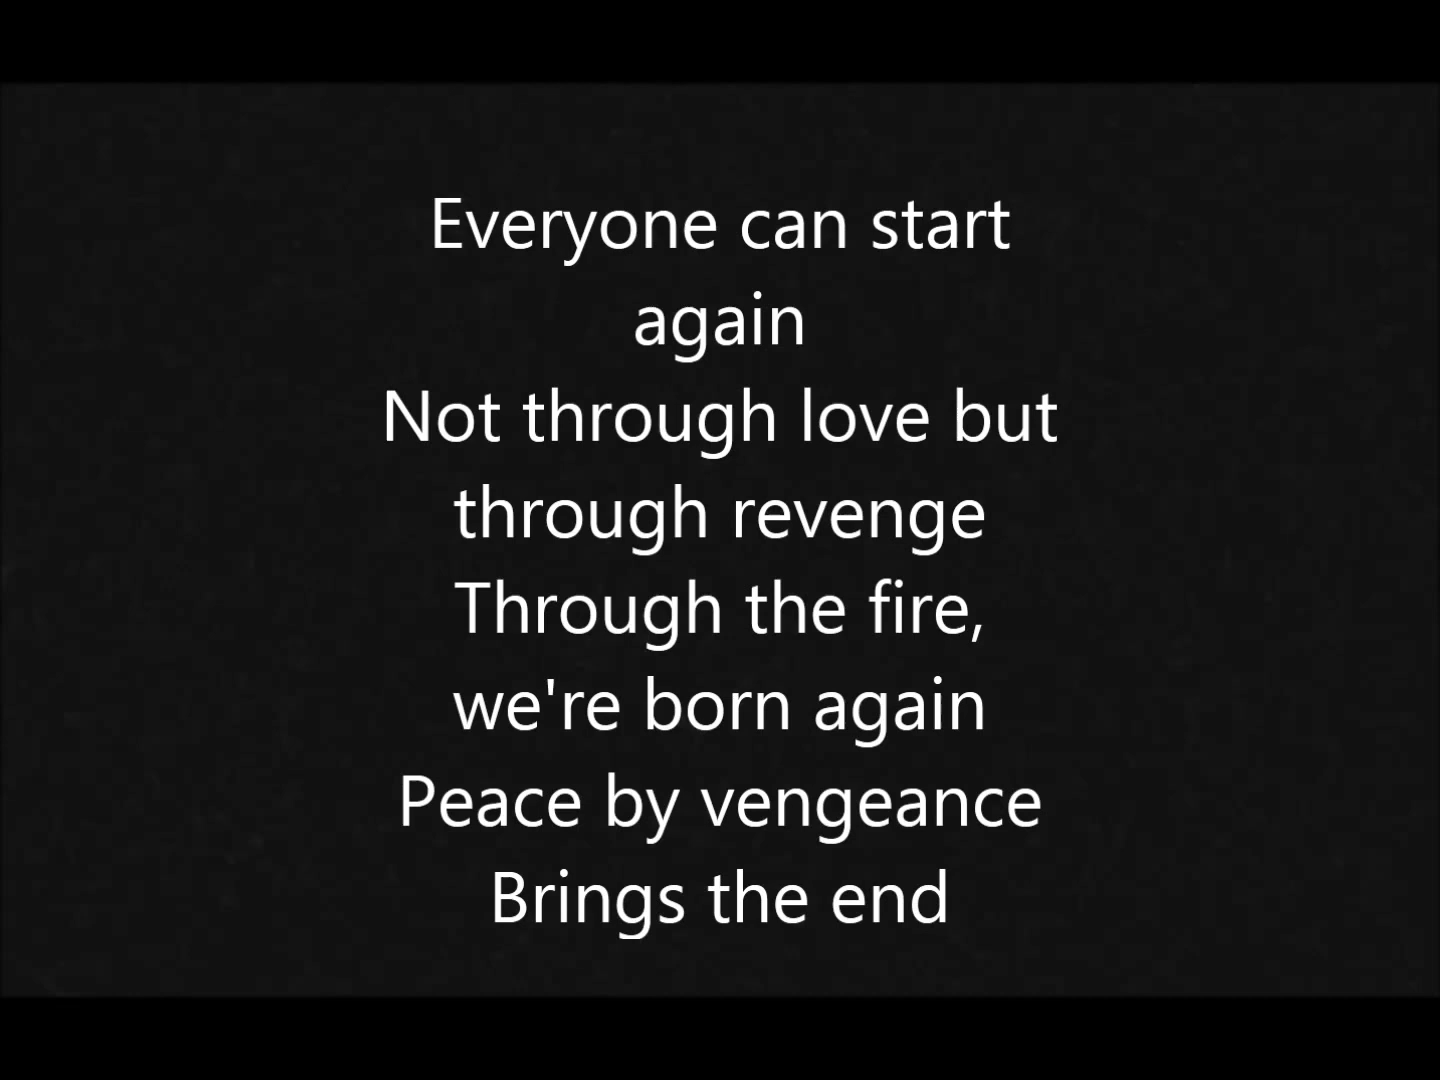 Everyone can start
again
Not through love but
through revenge
Through the fire,
we're born again
Peace by vengeance
Brings the end